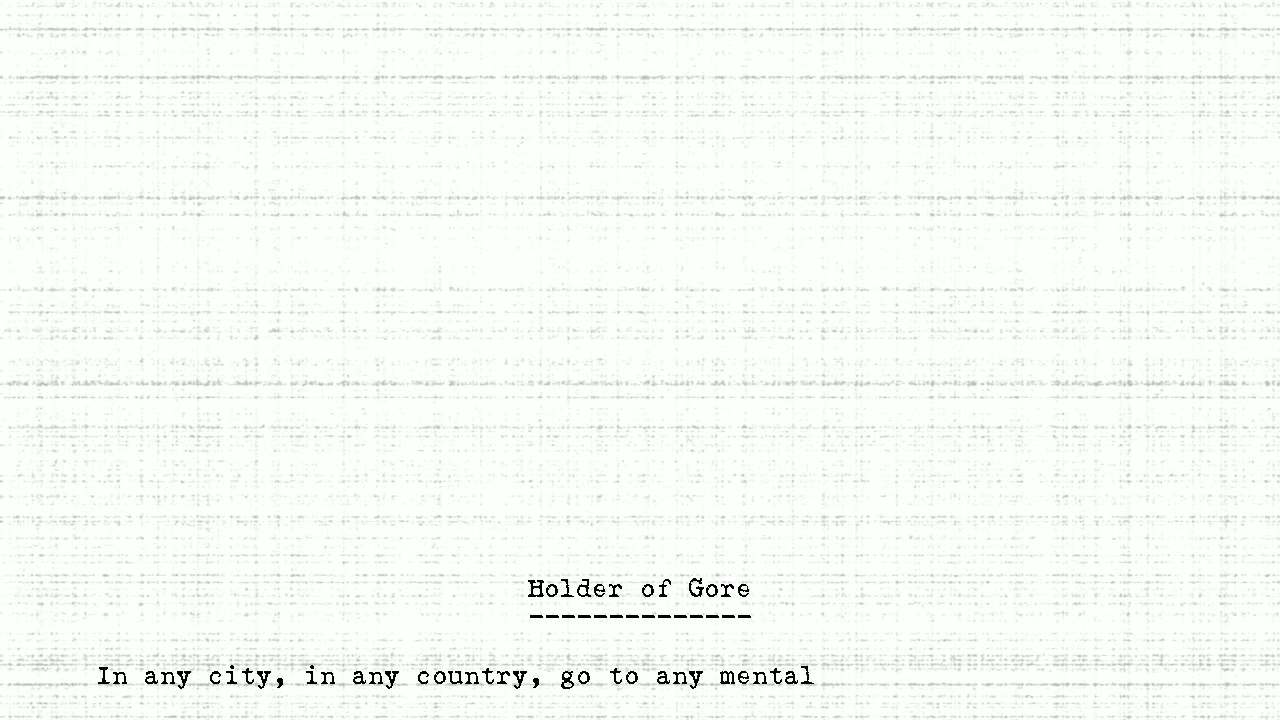 Holder of Gore
--------------
In any city, in any country, go to any mental